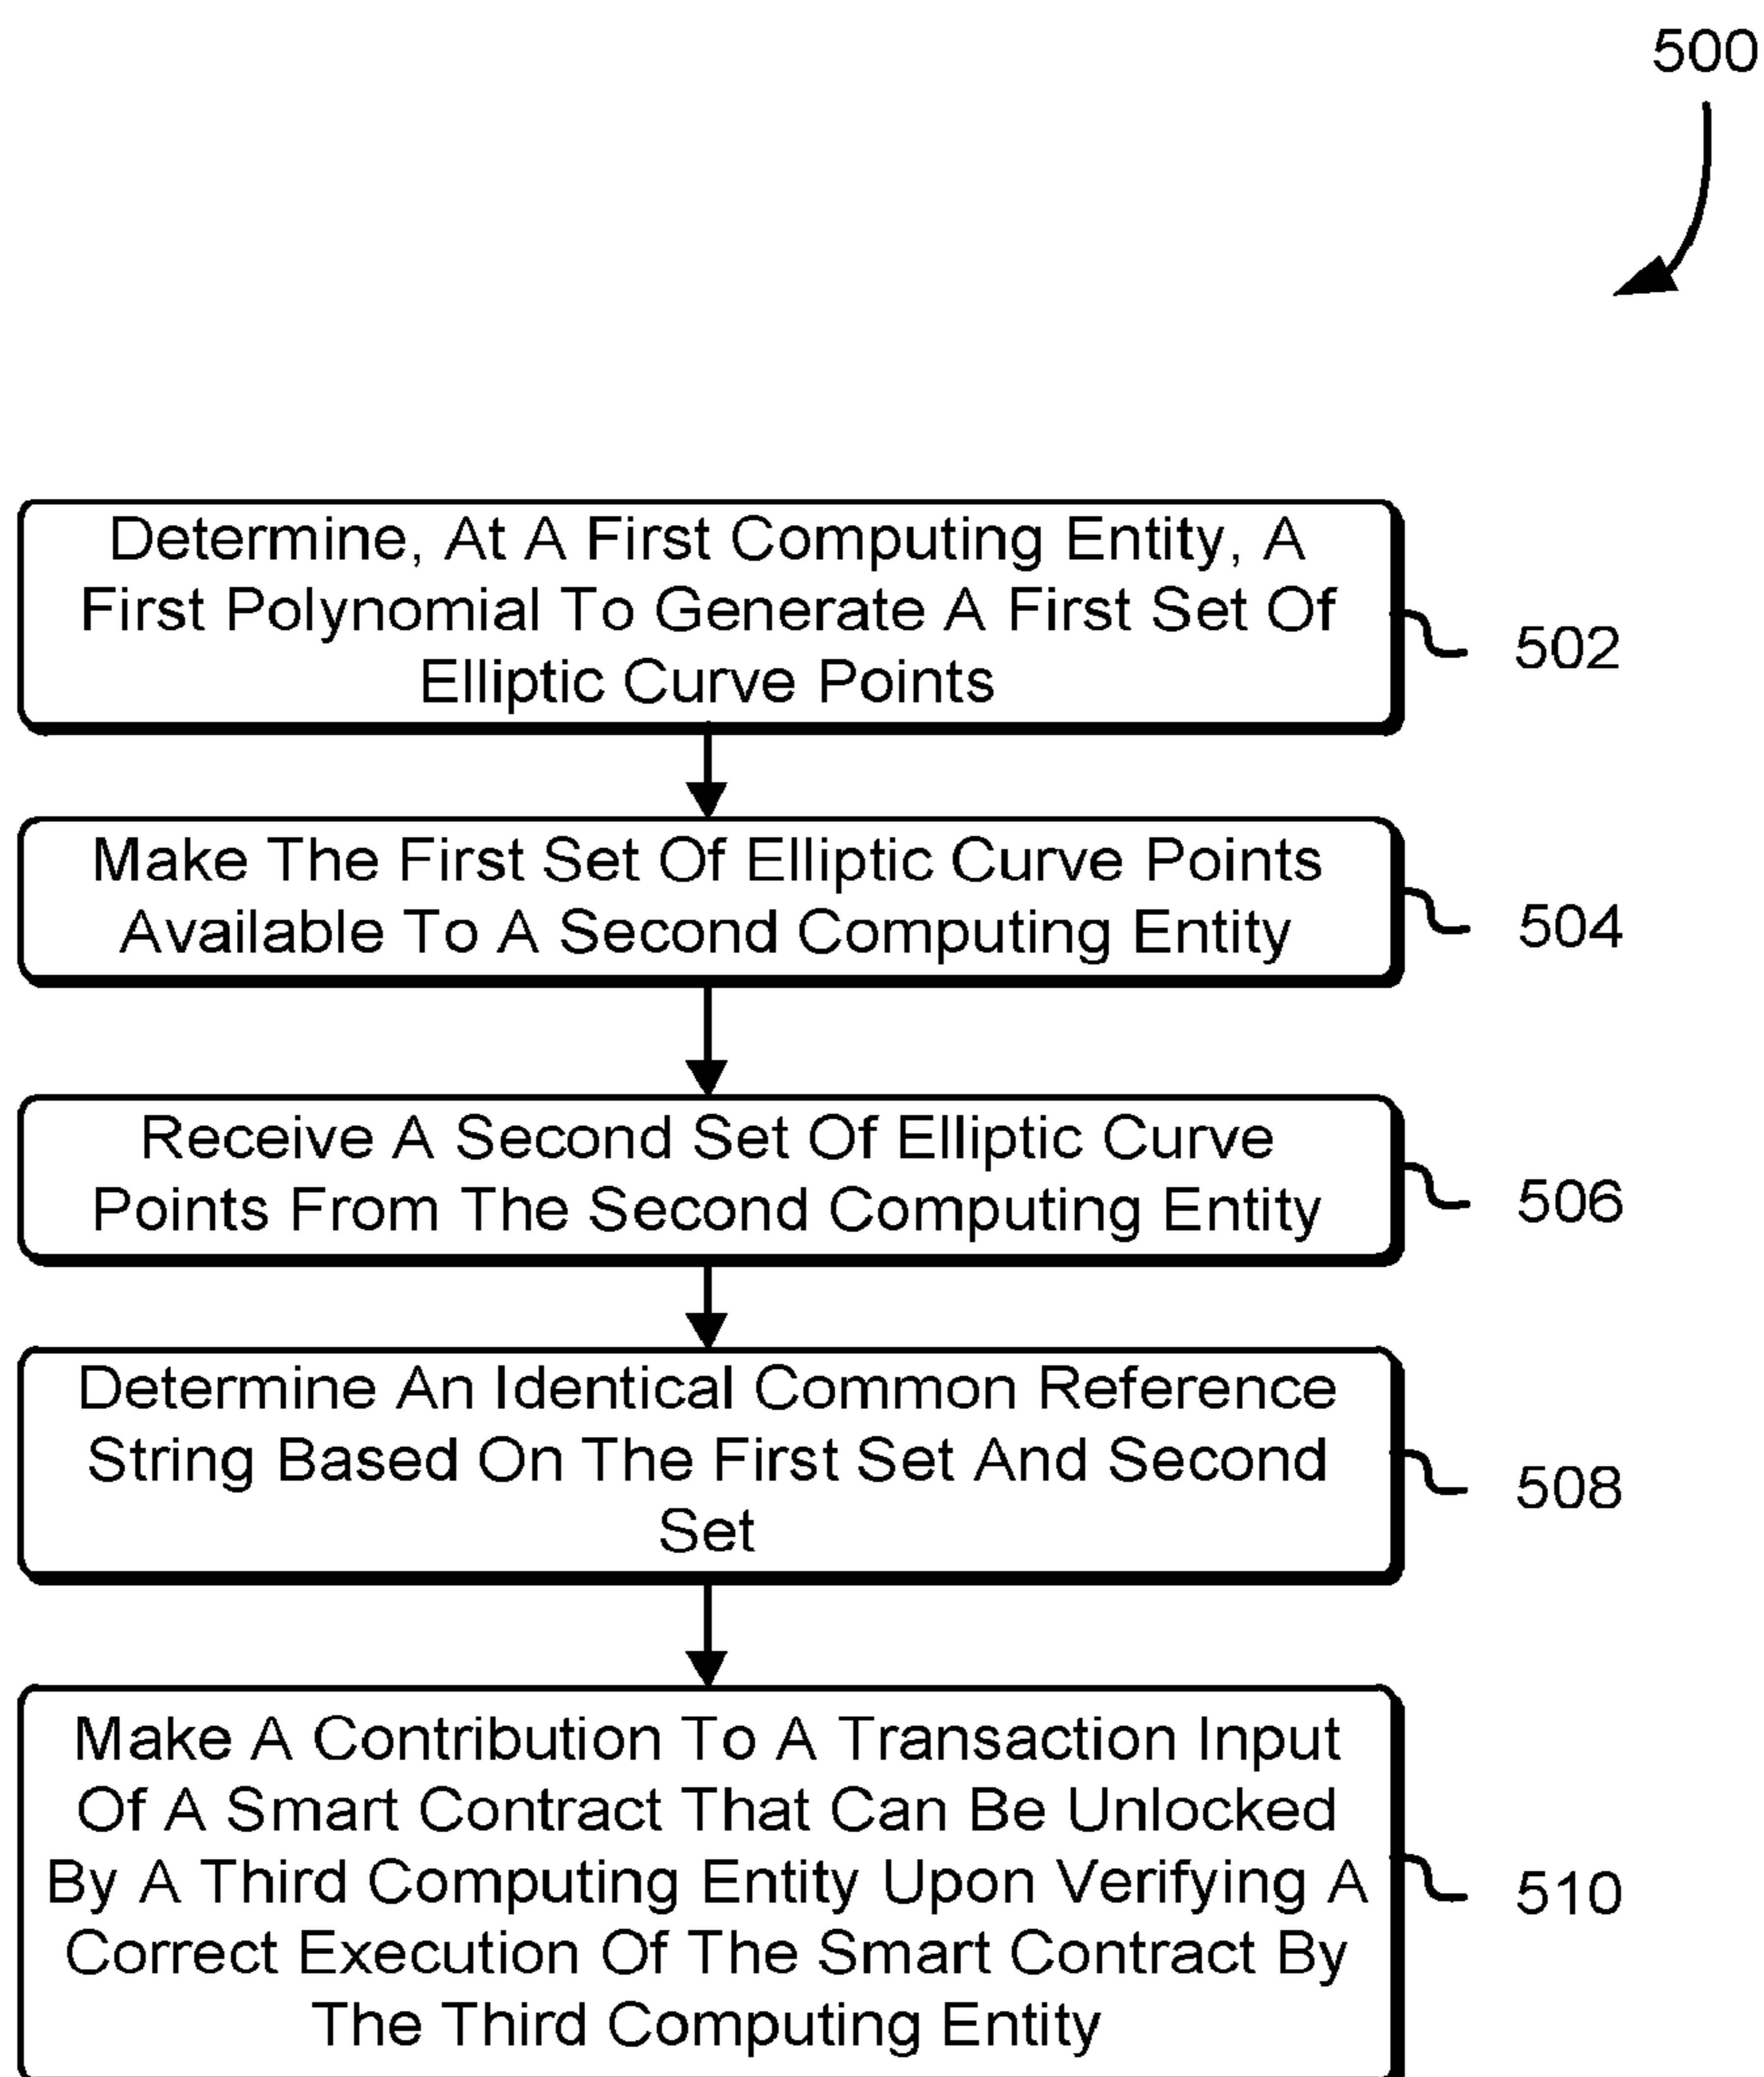 500
Determine, At A First Computing Entity, A
First Polynomial To Generate A First Set Of
Elliptic Curve Points
502
Make The First Set Of Elliptic Curve Points
Available To A Second Computing Entity
504
Receive A Second Set Of Elliptic Curve
Points From The Second Computing Entity
506
Determine An Identical Common Reference
String Based On The First Set And Second
Set
508
Make A Contribution To A Transaction Input
Of A Smart Contract That Can Be Unlocked
By A Third Computing Entity Upon Verifying A
Correct Execution Of The Smart Contract By
The Third Computing Entity
510